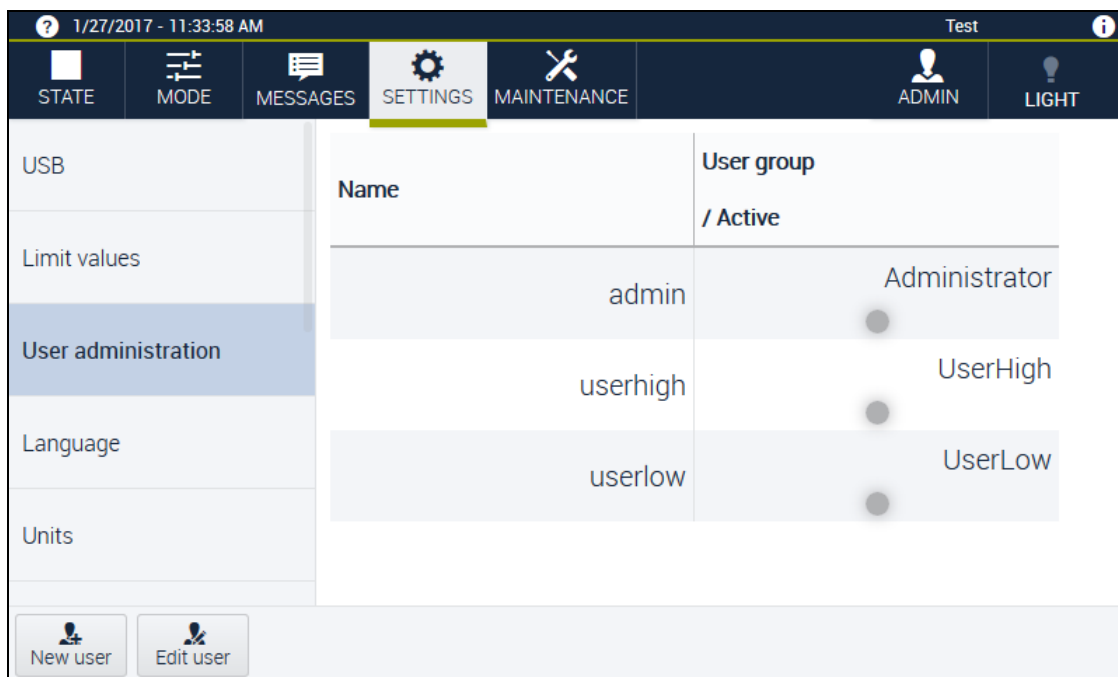 ? 1/27/2017 - 11:33:58 AM Test i
STATE MODE MESSAGES SETTINGS MAINTENANCE ADMIN LIGHT
USB
Limit values
User administration
Language
Units
Name User group
/ Active
admin Administrator
userhigh UserHigh
userlow UserLow
New user Edit user